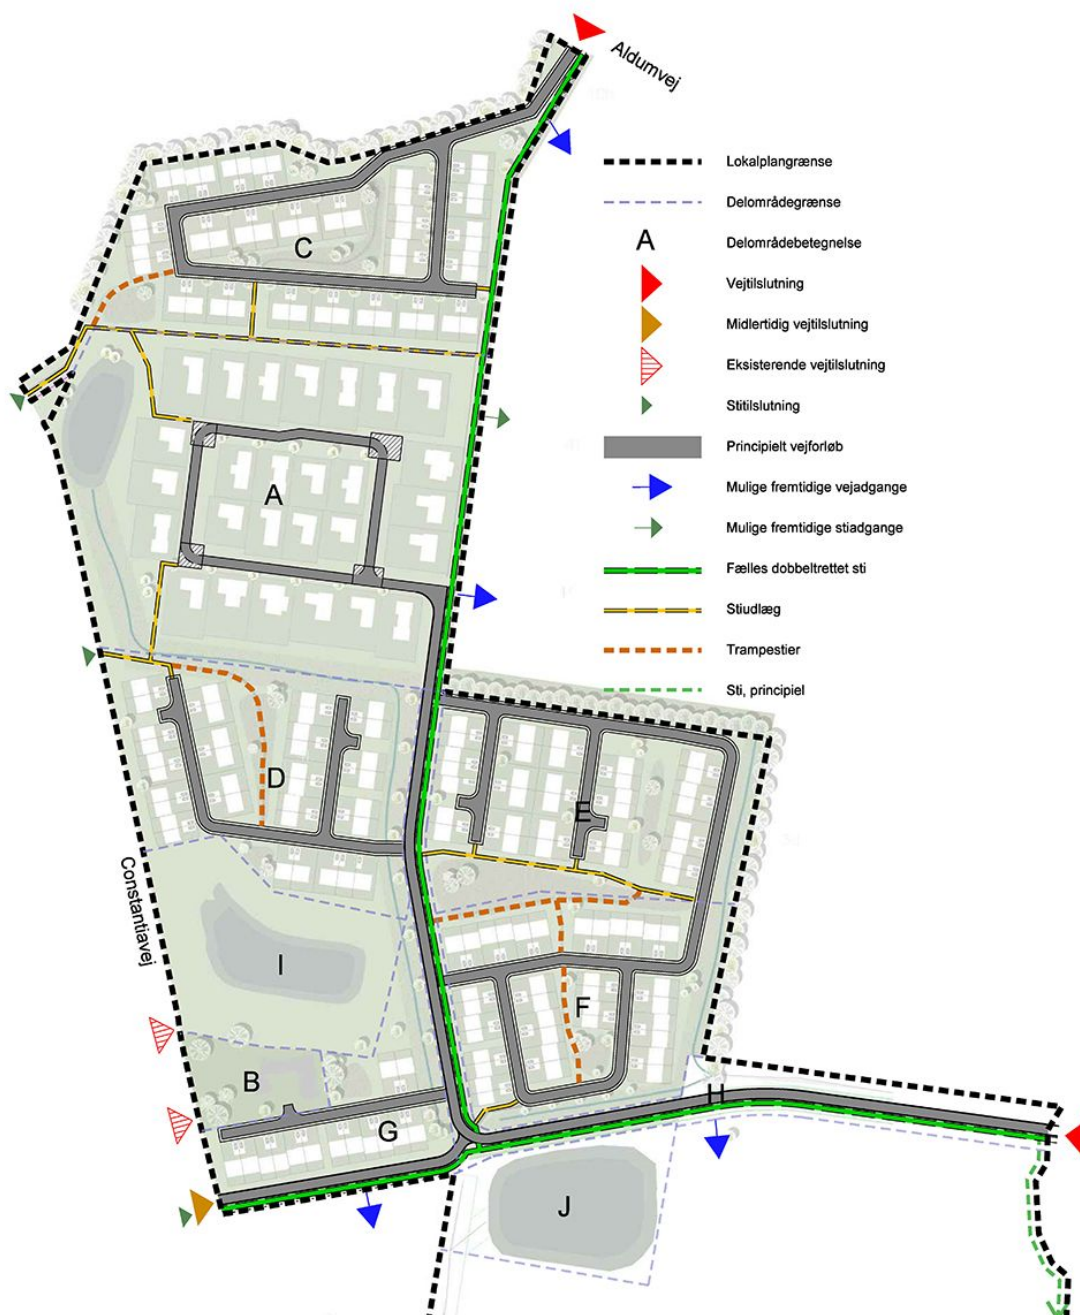 Aldumvej
Lokalplangrænse
Delområdegrænse
A
Delområdebetegnelse
Vejtilslutning
Midlertidig vejtilslutning
Eksisterende vejtilslutning
Stitilslutning
Principielt vejforløb
Mulige fremtidige vejadgange
Mulige fremtidige stiadgange
Fælles dobbeltrettet sti
Stiudlæg
Trampestier
Sti, principiel
C
A
D
E
Constantiavej
I
F
B
H
G
J